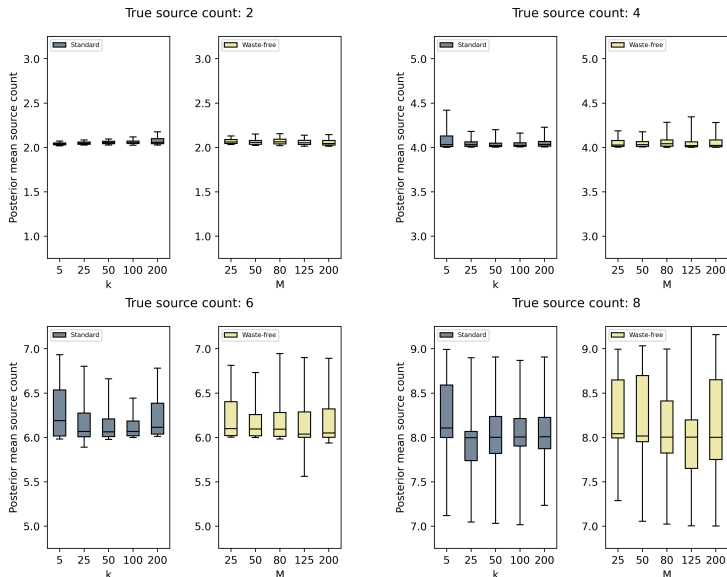 True source count: 2
True source count: 4
Standard
Waste-free
Standard
Waste-free
Posterior mean source count
3.0
2.5
2.0
1.5
1.0
3.0
2.5
2.0
1.5
1.0
Posterior mean source count
5.0
4.5
4.0
3.5
3.0
5.0
4.5
4.0
3.5
3.0
5 25 50 100 200
25 50 80 125 200
5 25 50 100 200
25 50 80 125 200
k
M
k
M
True source count: 6
True source count: 8
Standard
Waste-free
Standard
Waste-free
Posterior mean source count
7.0
6.5
6.0
5.5
5.0
7.0
6.5
6.0
5.5
5.0
Posterior mean source count
9.0
8.5
8.0
7.5
7.0
9.0
8.5
8.0
7.5
7.0
5 25 50 100 200
25 50 80 125 200
5 25 50 100 200
25 50 80 125 200
k
M
k
M